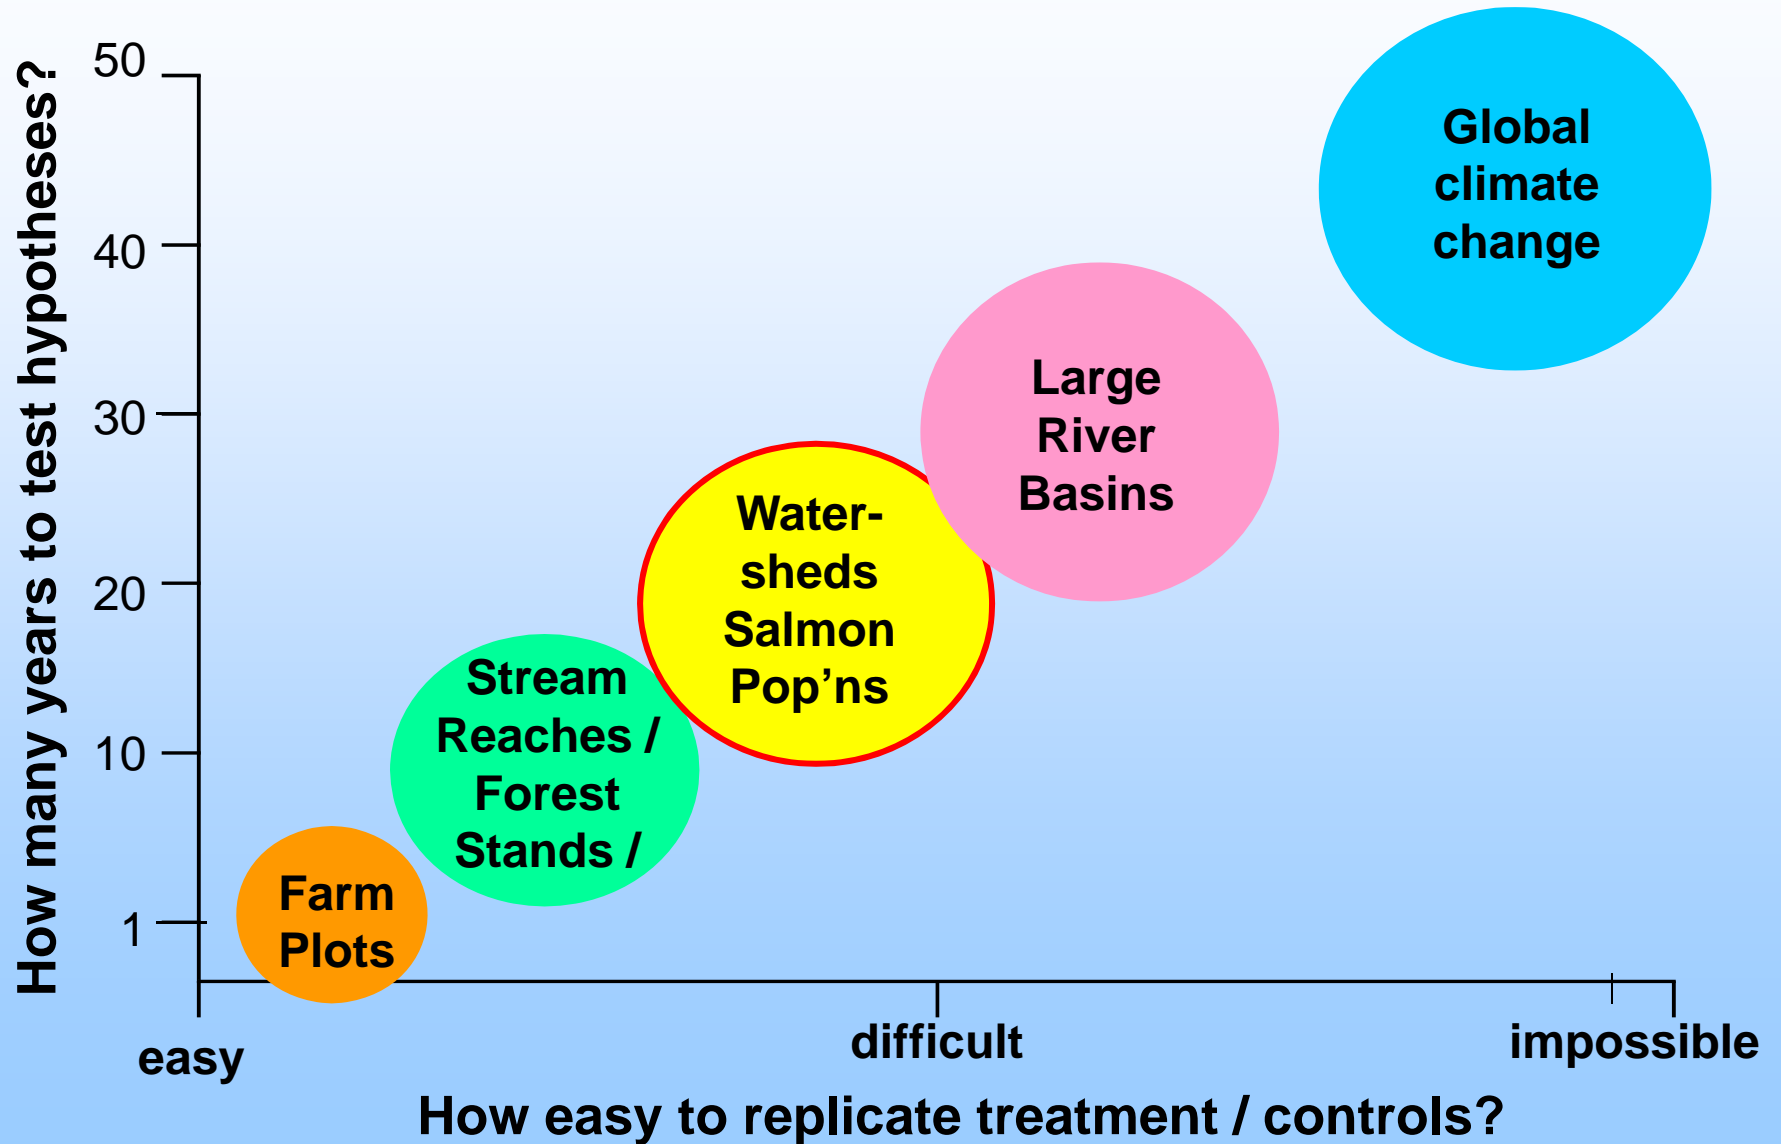 How many years to test hypotheses?
50
40
30
20
10
1
Global
climate
change
Large
River
Basins
Water-
sheds
Salmon
Pop’ns
Stream
Reaches /
Forest
Stands /
Farm
Plots
easy
difficult
impossible
How easy to replicate treatment / controls?